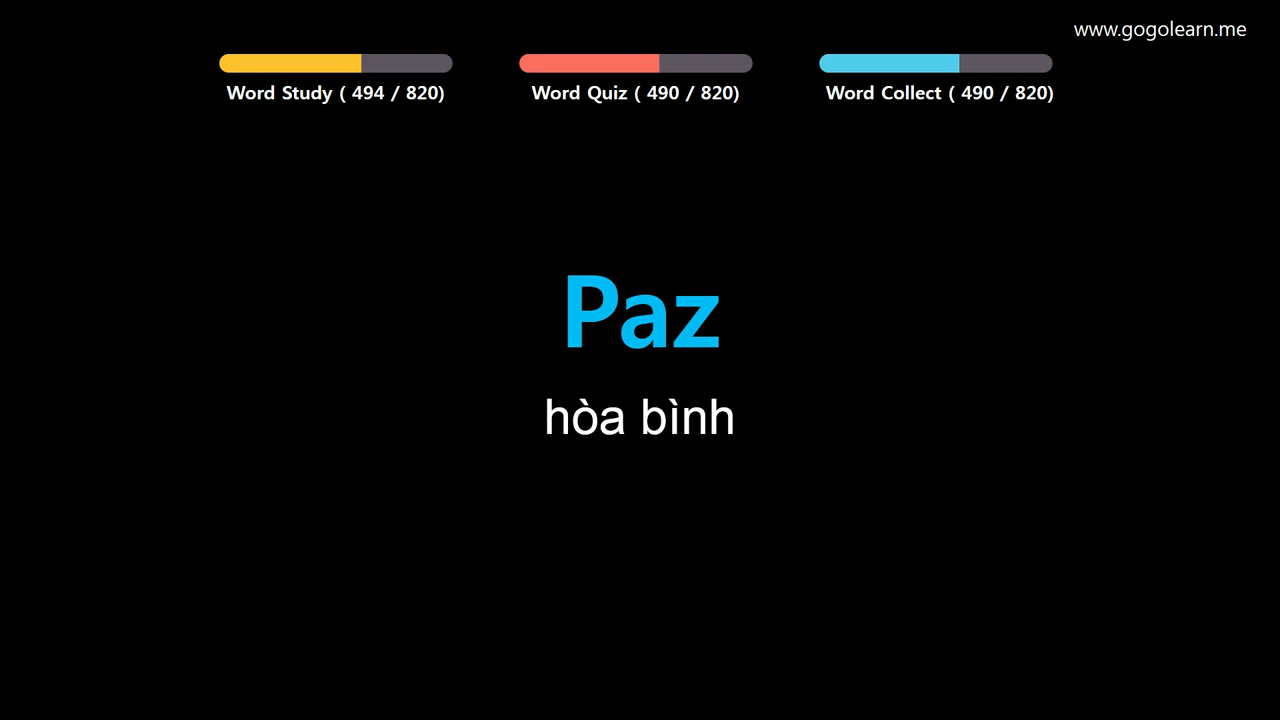 www.gogolearn.me
Word Study ( 494 / 820)
Word Quiz ( 490 / 820)
Word Collect ( 490 / 820)
Paz
hòa bình